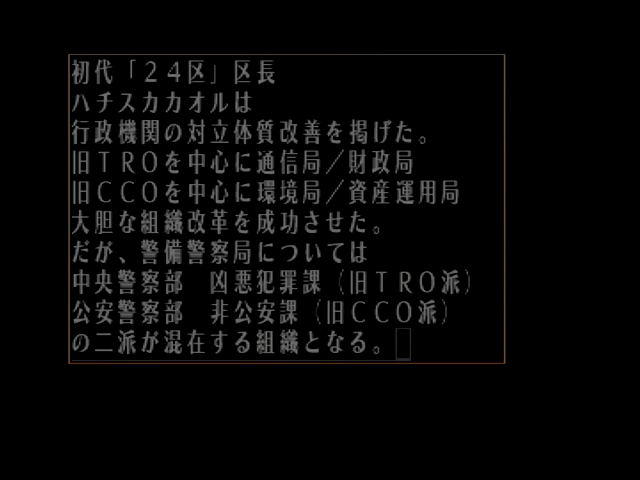 初代「２４区」区長
ハチスカカオルは
行政機関の対立体質改善を掲げた。
旧ＴＲＯを中心に通信局／財政局
旧ＣＣＯを中心に環境局／資産運用局
大胆な組織改革を成功させた。
だが、警備警察局については
中央警察部　凶悪犯罪課（旧ＴＲＯ派）
公安警察部　非公安課（旧ＣＣＯ派）
の二派が混在する組織となる。